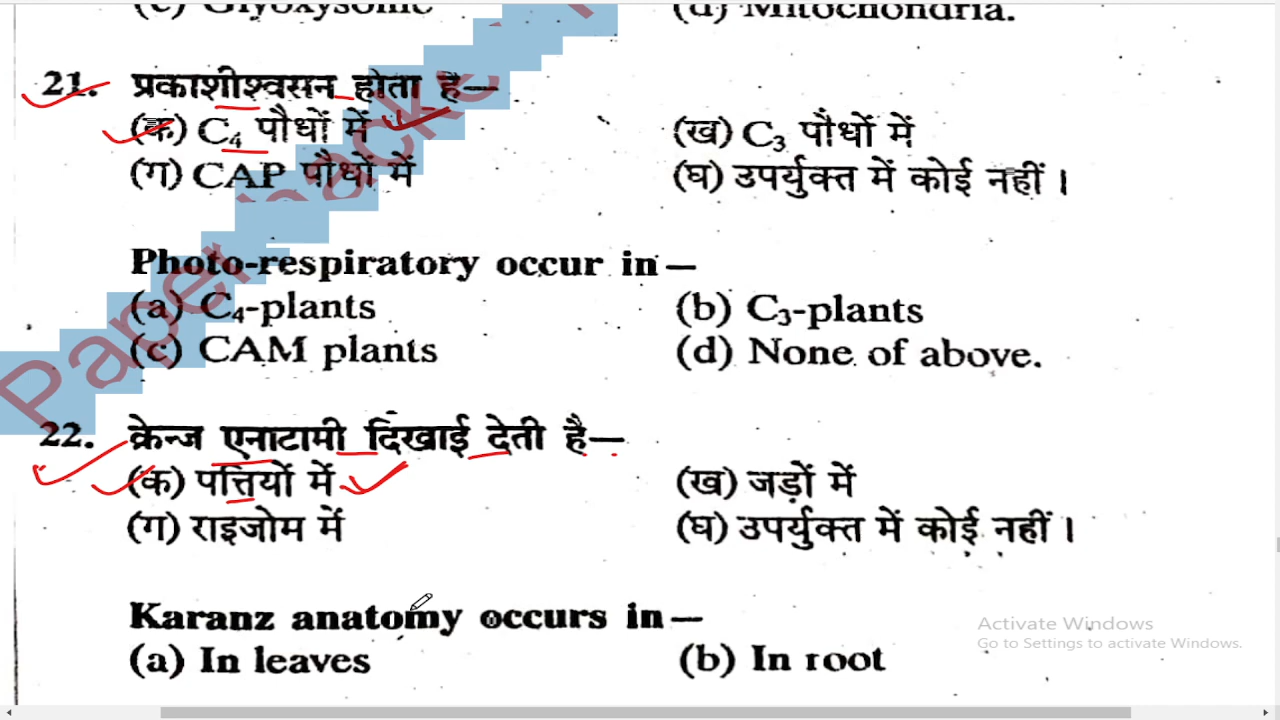 (c) Glyoxysomic (d) Mitochondria.
21. प्रकाशीश्वसन होता है—
(क) C₄ पौधों में (ख) C₃ पौधों में
(ग) CAP पौधों में (घ) उपर्युक्त में कोई नहीं।
Photo-respiratory occur in—
(a) C₄-plants (b) C₃-plants
(c) CAM plants (d) None of above.
22. क्रेन्ज एनाटामी दिखाई देती है—
(क) पत्तियों में (ख) जड़ों में
(ग) राइजोम में (घ) उपर्युक्त में कोई नहीं।
Karanz anatomy occurs in—
(a) In leaves (b) In root
Activate Windows
Go to Settings to activate Windows.